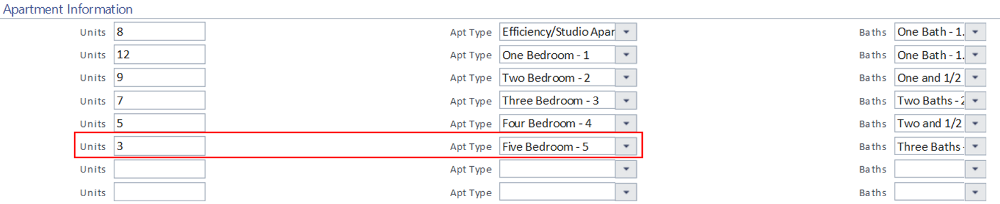 Apartment Information
Units 8 Apt Type Efficiency/Studio Apar Baths One Bath - 1.
Units 12 Apt Type One Bedroom - 1 Baths One Bath - 1.
Units 9 Apt Type Two Bedroom - 2 Baths One and 1/2
Units 7 Apt Type Three Bedroom - 3 Baths Two Baths - 2
Units 5 Apt Type Four Bedroom - 4 Baths Two and 1/2
Units 3 Apt Type Five Bedroom - 5 Baths Three Baths -
Units Apt Type Baths
Units Apt Type Baths